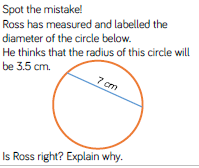 Spot the mistake!
Ross has measured and labelled the
diameter of the circle below.
He thinks that the radius of this circle will
be 3.5 cm.
7 cm
Is Ross right? Explain why.